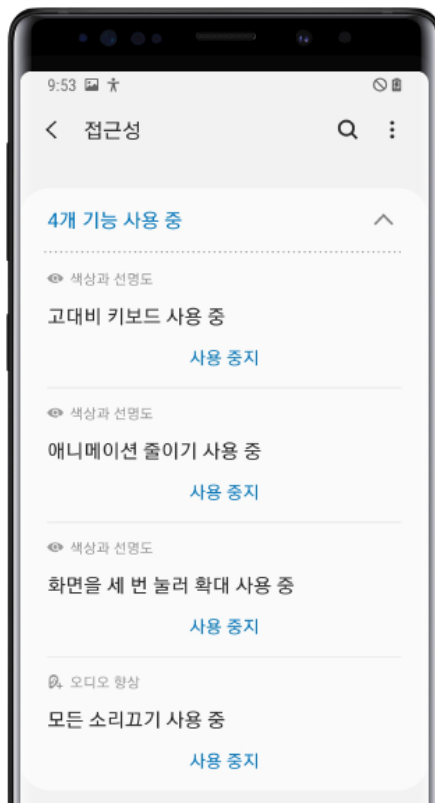 9:53
접근성
4개 기능 사용 중
색상과 선명도
고대비 키보드 사용 중
사용 중지
색상과 선명도
애니메이션 줄이기 사용 중
사용 중지
색상과 선명도
화면을 세 번 눌러 확대 사용 중
사용 중지
오디오 향상
모든 소리끄기 사용 중
사용 중지